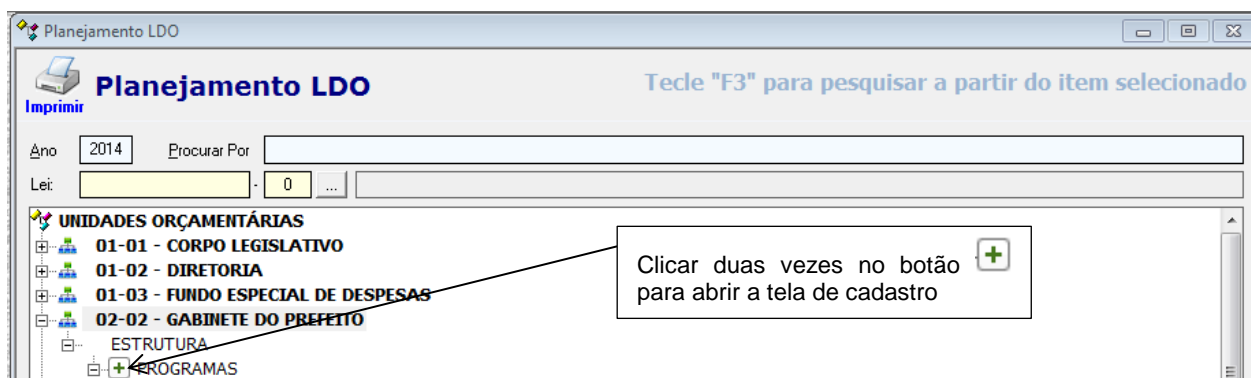 Planejamento LDO
Planejamento LDO
Tecle "F3" para pesquisar a partir do item selecionado
Imprimir
Ano 2014 Procurar Por
Lei: - 0 ...
UNIDADES ORÇAMENTÁRIAS
01-01 - CORPO LEGISLATIVO
01-02 - DIRETORIA
01-03 - FUNDO ESPECIAL DE DESPESAS
02-02 - GABINETE DO PREFEITO
ESTRUTURA
PROGRAMAS
Clicar duas vezes no botão
para abrir a tela de cadastro